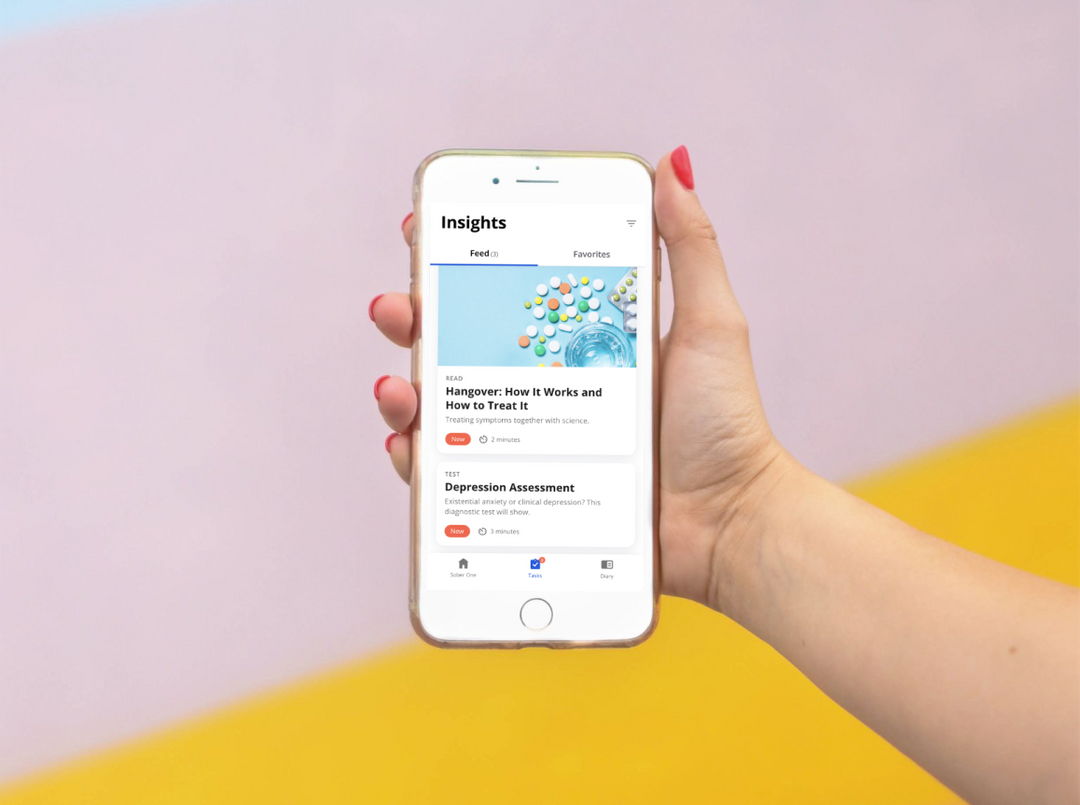 Insights
Feed (3)
Favorites
READ
Hangover: How It Works and
How to Treat It
Treating symptoms together with science.
New
2 minutes
TEST
Depression Assessment
Existential anxiety or clinical depression? This
diagnostic test will show.
New
3 minutes
Sober One
Tasks
Diary